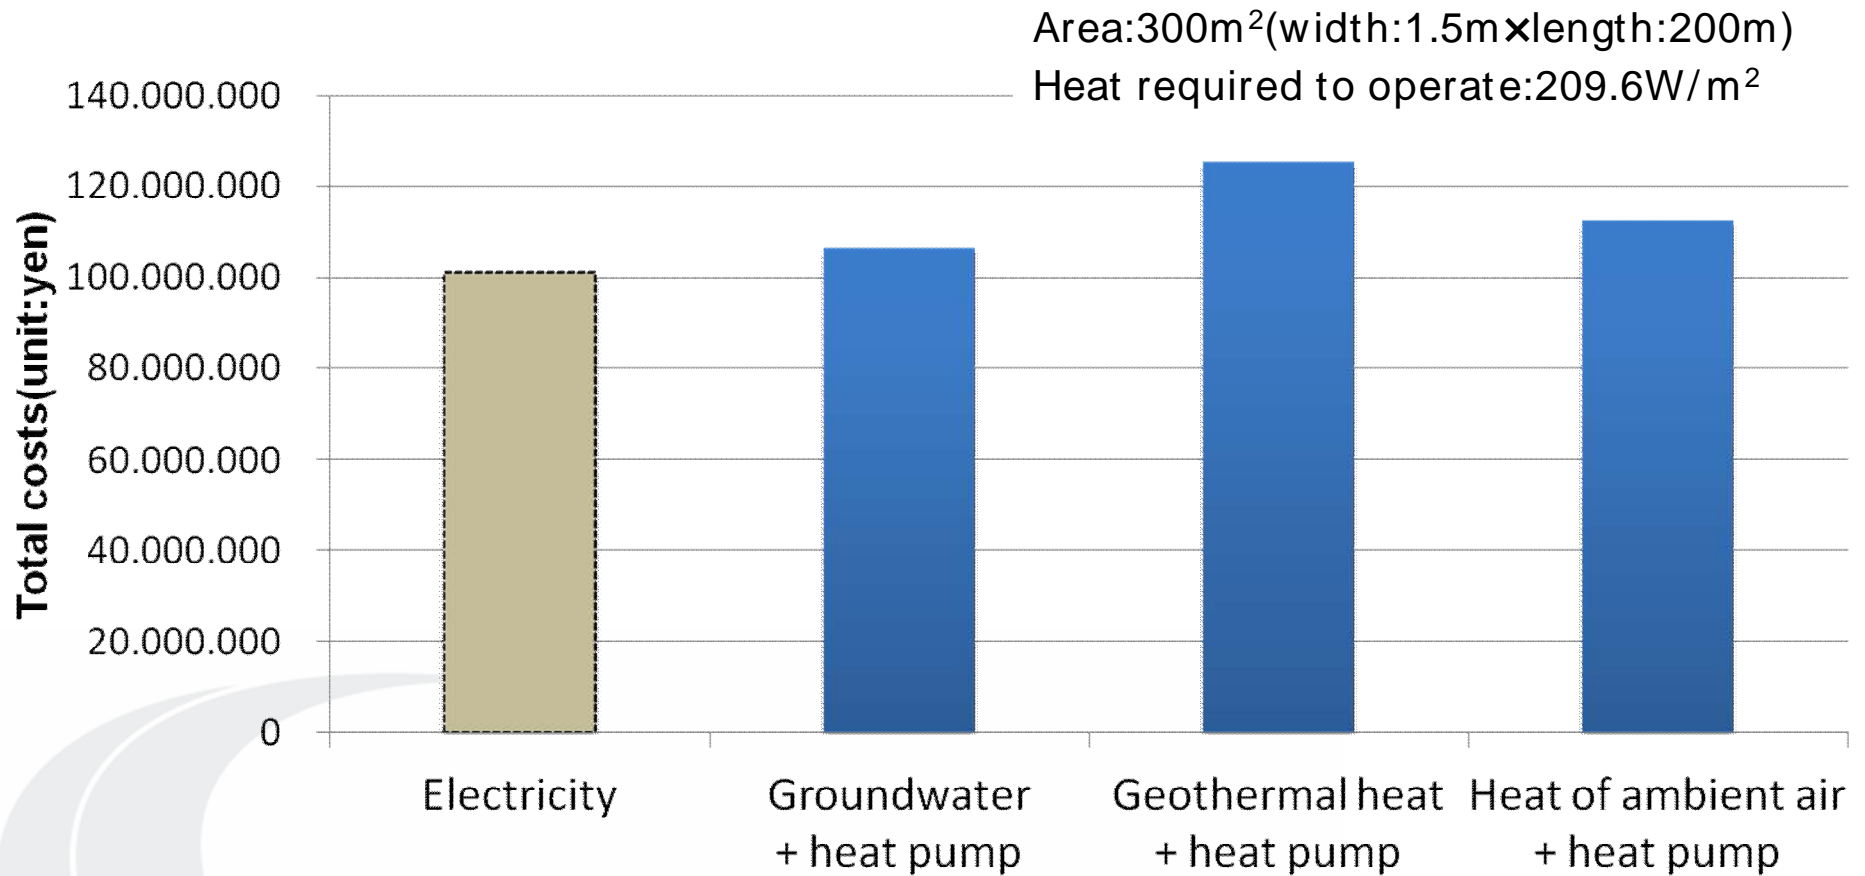 Area:300m²(width:1.5m×length:200m)
Heat required to operate:209.6W/m²
Total costs(unit:yen)
140.000.000
120.000.000
100.000.000
80.000.000
60.000.000
40.000.000
20.000.000
0
Electricity
Groundwater
+ heat pump
Geothermal heat
+ heat pump
Heat of ambient air
+ heat pump